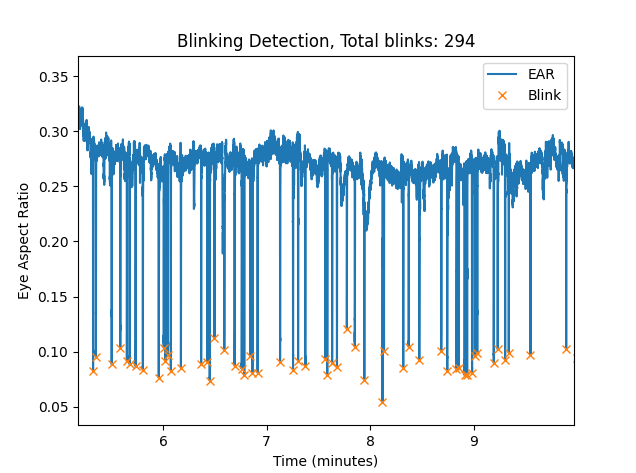 Blinking Detection, Total blinks: 294
EAR
Blink
0.35
0.30
0.25
0.20
0.15
0.10
0.05
Eye Aspect Ratio
6 7 8 9
Time (minutes)